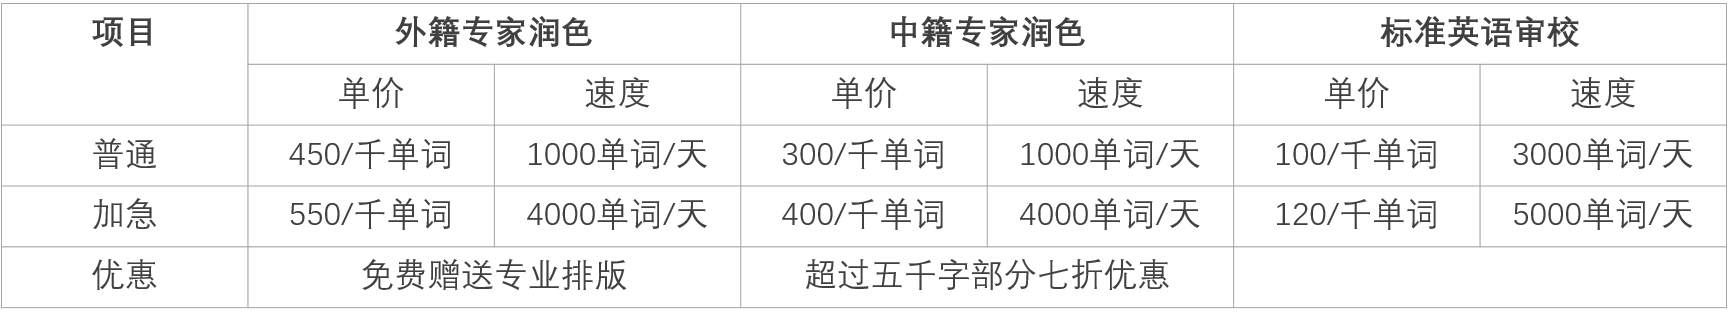 项目 外籍专家润色 中籍专家润色 标准英语审校
单价 速度 单价 速度 单价 速度
普通 450/千单词 1000单词/天 300/千单词 1000单词/天 100/千单词 3000单词/天
加急 550/千单词 4000单词/天 400/千单词 4000单词/天 120/千单词 5000单词/天
优惠 免费赠送专业排版 超过五千字部分七折优惠